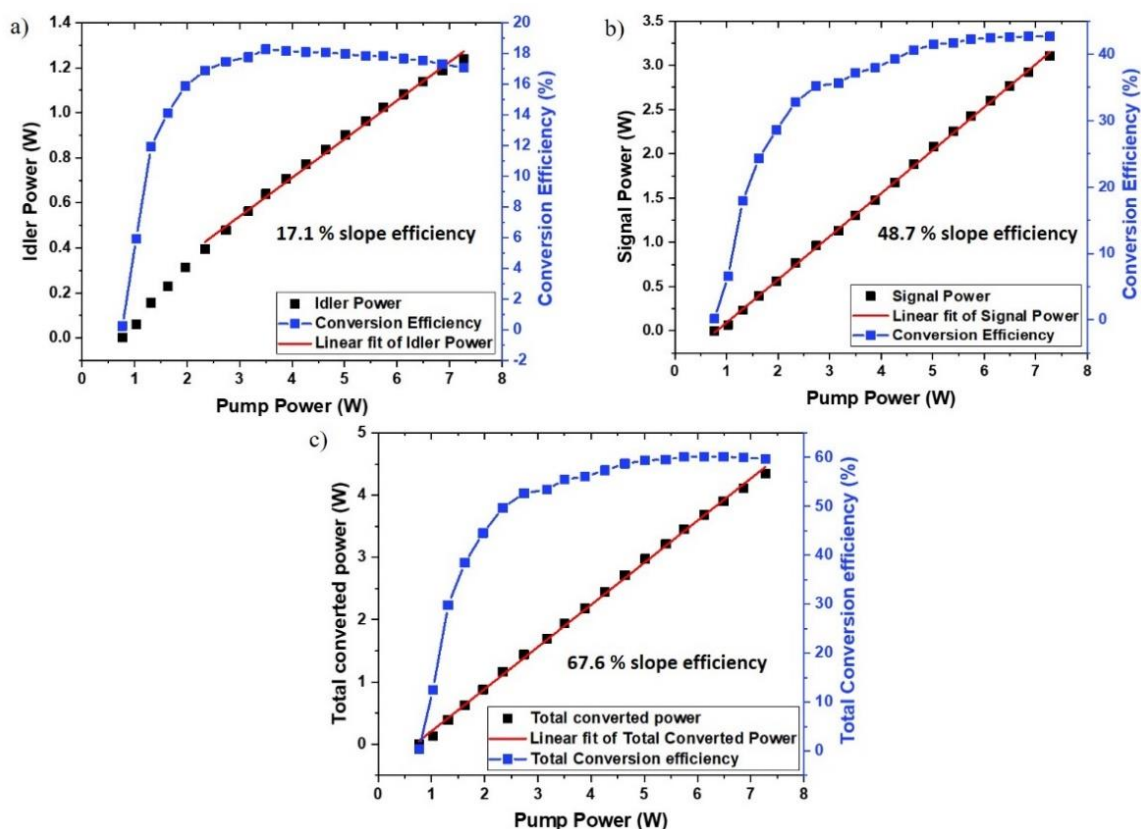 a)
1.4
1.2
1.0
0.8
0.6
0.4
0.2
0.0
Idler Power (W)
20
18
16
14
12
10
8
6
4
2
0
-2
Conversion Efficiency (%)
17.1 % slope efficiency
Idler Power
Conversion Efficiency
Linear fit of Idler Power
0 1 2 3 4 5 6 7 8
Pump Power (W)
b)
3.5
3.0
2.5
2.0
1.5
1.0
0.5
0.0
Signal Power (W)
40
30
20
10
0
Conversion Efficiency (%)
48.7 % slope efficiency
Signal Power
Linear fit of Signal Power
Conversion Efficiency
0 1 2 3 4 5 6 7 8
Pump Power (W)
c)
5
4
3
2
1
0
Total converted power (W)
60
50
40
30
20
10
0
Total Conversion efficiency (%)
67.6 % slope efficiency
Total converted power
Linear fit of Total Converted Power
Total Conversion efficiency
0 1 2 3 4 5 6 7 8
Pump Power (W)